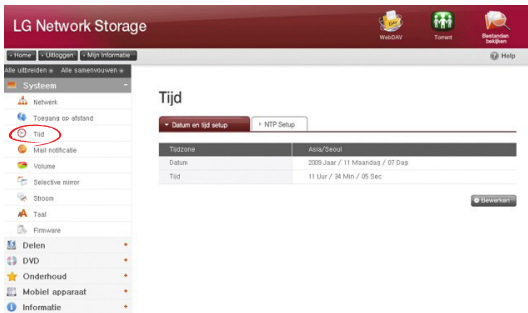 LG Network Storage
WebDAV
Torrent
Bestanden bekijken
Home
Uitloggen
Mijn Informatie
Help
Alle uitbreiden
Alle samenvouwen
Systeem
Netwerk
Toegang op afstand
Tijd
Mail notificatie
Volume
Selective mirror
Stroom
Taal
Firmware
Delen
DVD
Onderhoud
Mobiel apparaat
Informatie
Tijd
Datum en tijd setup
NTP Setup
Tijdzone Asia/Seoul
Datum 2009 Jaar / 11 Maandag / 07 Dag
Tijd 11 Uur / 34 Min / 05 Sec
Bewerken